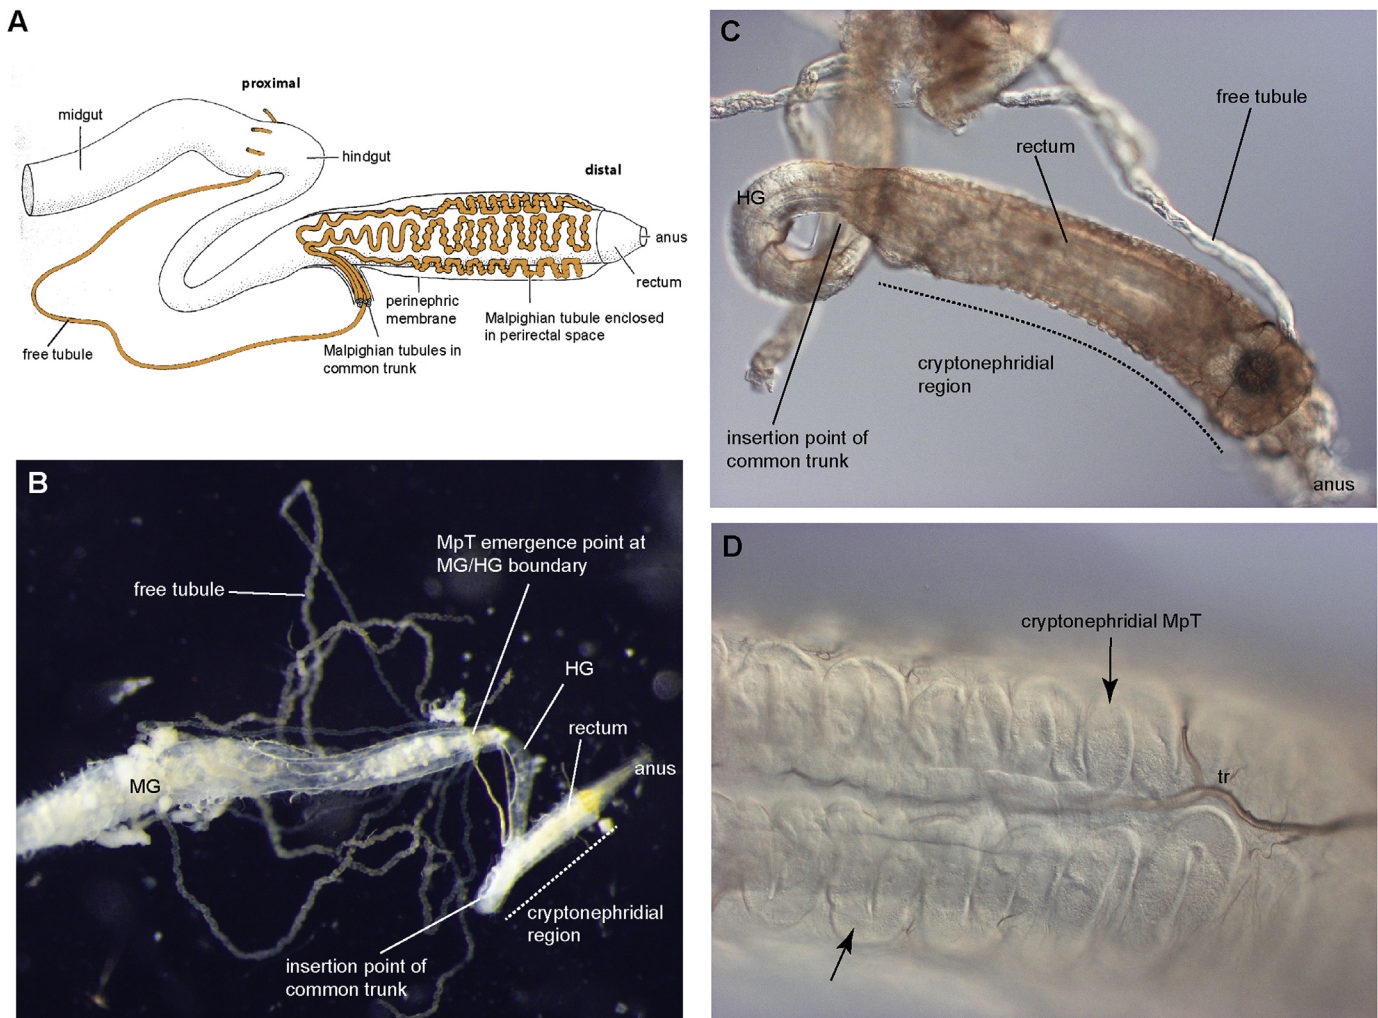 A
proximal
midgut
hindgut
distal
anus
rectum
perinephric
membrane
Malpighian tubule enclosed
in perirectal space
free tubule
Malpighian tubules in
common trunk
B
MpT emergence point at
MG/HG boundary
free tubule
HG
rectum
anus
MG
cryptonephridial
region
insertion point of
common trunk
C
free tubule
rectum
HG
cryptonephridial
region
insertion point of
common trunk
anus
D
cryptonephridial MpT
tr